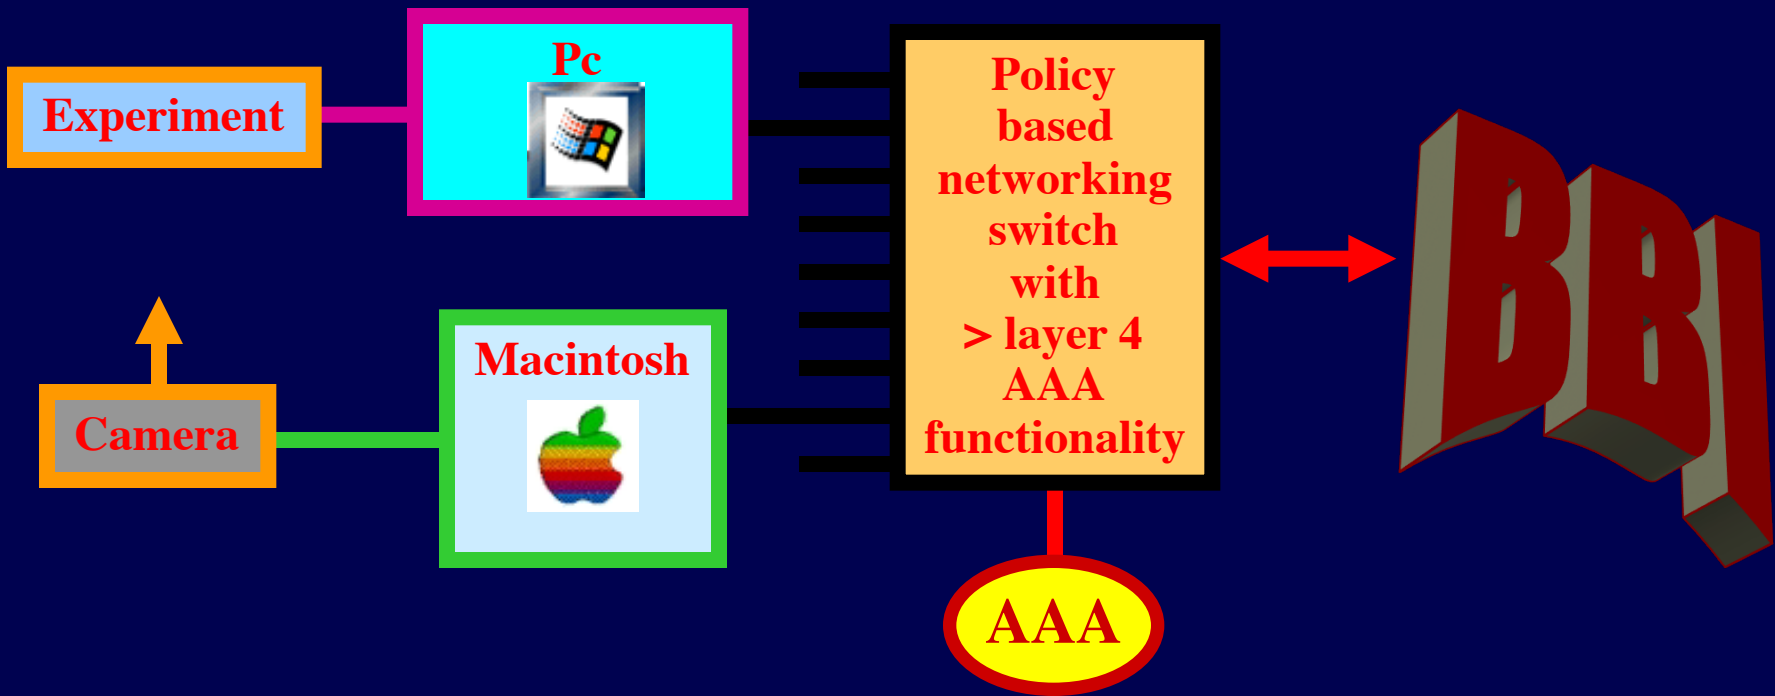 Experiment
Pc
Camera
Macintosh
Policy
based
networking
switch
with
> layer 4
AAA
functionality
AAA
BBI